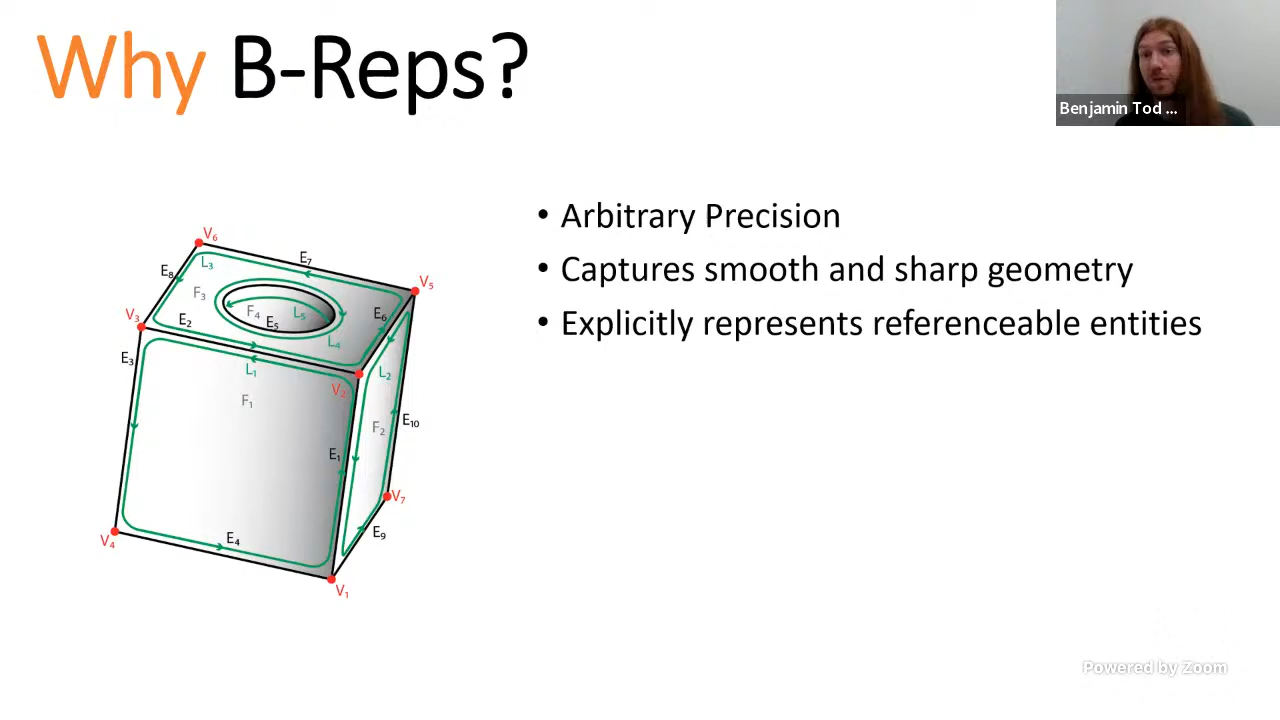 Why B-Reps?
Benjamin Tod ...
• Arbitrary Precision
• Captures smooth and sharp geometry
• Explicitly represents referenceable entities
V6
E7
L3
E8
V5
F3
F4
L5
E5
E6
V3
E2
L4
E3
L1
L2
V2
F1
F2
E10
E1
V7
E9
E4
V4
V1
Powered by Zoom